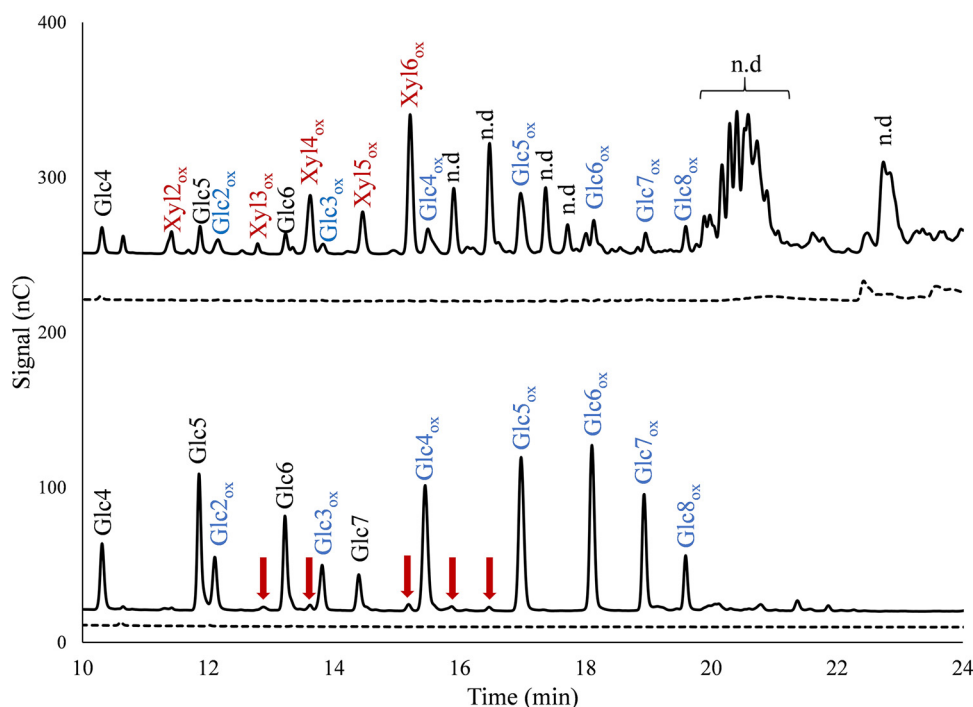 400
300
200
100
0
Signal (nC)
Glc4
Xyl2ox
Glc5
Glc2ox
Xyl3ox
Glc6
Xyl4ox
Glc3ox
Xyl5ox
Xyl6ox
Glc4ox
n.d
n.d
Glc5ox
n.d
n.d
Glc6ox
Glc7ox
Glc8ox
n.d
n.d
Glc4
Glc5
Glc2ox
Glc6
Glc3ox
Glc7
Glc4ox
Glc5ox
Glc6ox
Glc7ox
Glc8ox
10 12 14 16 18 20 22 24
Time (min)